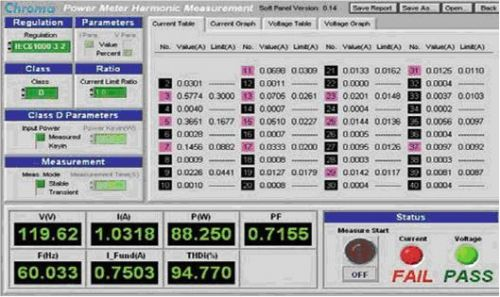 Chroma Power Meter Harmonic Measurement Soft Panel Version 0.14 Save Report Save As... Open... Back
Regulation Parameters
Regulation
IEC61000 3 2
I Para. V Para.
Value
Percent
Class Ratio
Class Current Limit Ratio
D 1.0
Class D Parameters
Input Power Power Kevin(W)
Measured
Kevin
Measurement
Meas. Mode Measurement Time(S)
Stable
Transient
Current Table Current Graph Voltage Table Voltage Graph
No. Value(A) Limit(A) No. Value(A) Limit(A) No. Value(A) Limit(A) No. Value(A) Limit(A)
11 0.0698 0.0309 21 0.0133 0.0162 31 0.0125 0.0110
2 0.0301 ------- 12 0.0011 ------- 22 0.0000 ------- 32 0.0004 -------
3 0.5774 0.3000 13 0.0706 0.0261 23 0.0202 0.0148 33 0.0037 0.0103
4 0.0040 ------- 14 0.0007 ------- 24 0.0004 ------- 34 0.0002 -------
5 0.3651 0.1677 15 0.0510 0.0227 25 0.0144 0.0136 35 0.0056 0.0097
6 0.0028 ------- 16 0.0007 ------- 26 0.0005 ------- 36 0.0004 -------
7 0.1456 0.0882 17 0.0333 0.0200 27 0.0095 0.0126 37 0.0097 0.0092
8 0.0009 ------- 18 0.0008 ------- 28 0.0003 ------- 38 0.0003 -------
9 0.0226 0.0441 19 0.0127 0.0179 29 0.0142 0.0117 39 0.0081 0.0087
10 0.0010 ------- 20 0.0008 ------- 30 0.0004 ------- 40 0.0004 -------
V(V) I(A) P(W) PF
119.62 1.0318 88.250 0.7155
F(Hz) I_Fund(A) THDI(%)
60.033 0.7503 94.770
Status
Measure Start Current Voltage
OFF FAIL PASS